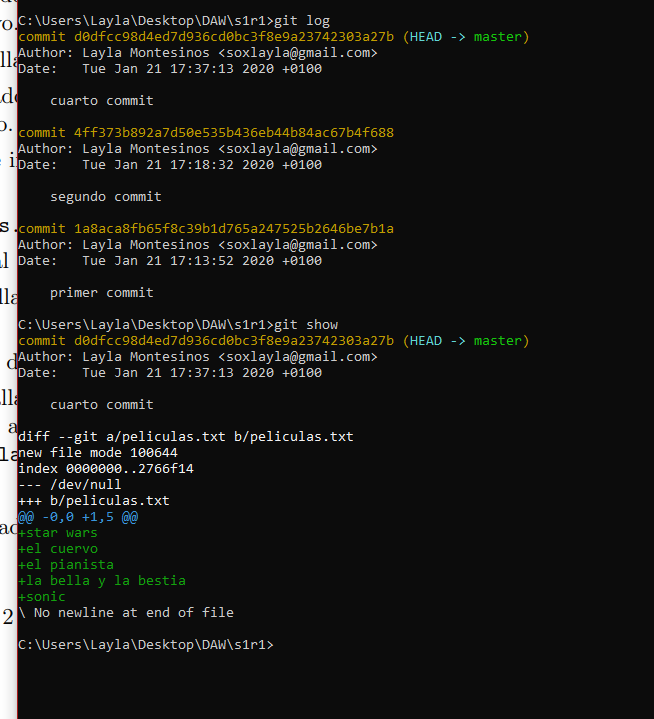 C:\Users\Layla\Desktop\DAW\s1r1>git log
commit d0dfcc98d4ed7d936cd0bc3f8e9a23742303a27b (HEAD -> master)
Author: Layla Montesinos <soxlayla@gmail.com>
Date:   Tue Jan 21 17:37:13 2020 +0100
cuarto commit
commit 4ff373b892a7d50e535b436eb44b84ac67b4f688
Author: Layla Montesinos <soxlayla@gmail.com>
Date:   Tue Jan 21 17:18:32 2020 +0100
segundo commit
commit 1a8aca8fb65f8c39b1d765a247525b2646be7b1a
Author: Layla Montesinos <soxlayla@gmail.com>
Date:   Tue Jan 21 17:13:52 2020 +0100
primer commit
C:\Users\Layla\Desktop\DAW\s1r1>git show
commit d0dfcc98d4ed7d936cd0bc3f8e9a23742303a27b (HEAD -> master)
Author: Layla Montesinos <soxlayla@gmail.com>
Date:   Tue Jan 21 17:37:13 2020 +0100
cuarto commit
diff --git a/peliculas.txt b/peliculas.txt
new file mode 100644
index 0000000..2766f14
--- /dev/null
+++ b/peliculas.txt
@@ -0,0 +1,5 @@
+star wars
+el cuervo
+el pianista
+la bella y la bestia
+sonic
\ No newline at end of file
C:\Users\Layla\Desktop\DAW\s1r1>